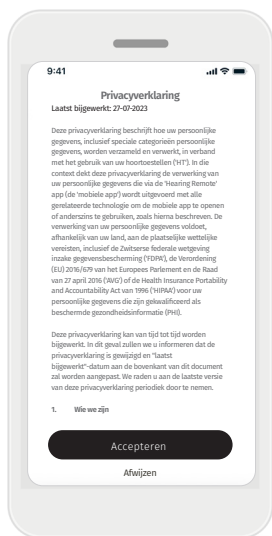 9:41
Privacyverklaring
Laatst bijgewerkt: 27-07-2023
Deze privacyverklaring beschrijft hoe uw persoonlijke
gegevens, inclusief speciale categorieën persoonlijke
gegevens, worden verzameld en verwerkt, in verband
met het gebruik van uw hoortoestellen ('HT'). In die
context dekt deze privacyverklaring de verwerking van
uw persoonlijke gegevens die via de 'Hearing Remote'
app (de 'mobiele app') wordt uitgevoerd met alle
gerelateerde technologie om de mobiele app te openen
of anderszins te gebruiken, zoals hierna beschreven. De
verwerking van uw persoonlijke gegevens voldoet,
afhankelijk van uw land, aan de plaatselijke wettelijke
vereisten, inclusief de Zwitserse federale wetgeving
inzake gegevensbescherming ('FDPA'), de Verordening
(EU) 2016/679 van het Europees Parlement en de Raad
van 27 april 2016 ('AVG') of de Health Insurance Portability
and Accountability Act van 1996 ('HIPAA') voor uw
persoonlijke gegevens die zijn gekwalificeerd als
beschermde gezondheidsinformatie (PHI).
Deze privacyverklaring kan van tijd tot tijd worden
bijgewerkt. In dit geval zullen we u informeren dat de
privacyverklaring is gewijzigd en "laatst
bijgewerkt"-datum aan de bovenkant van dit document
zal worden aangepast. We raden u aan de laatste versie
van deze privacyverklaring periodiek door te nemen.
1. Wie we zijn
Accepteren
Afwijzen